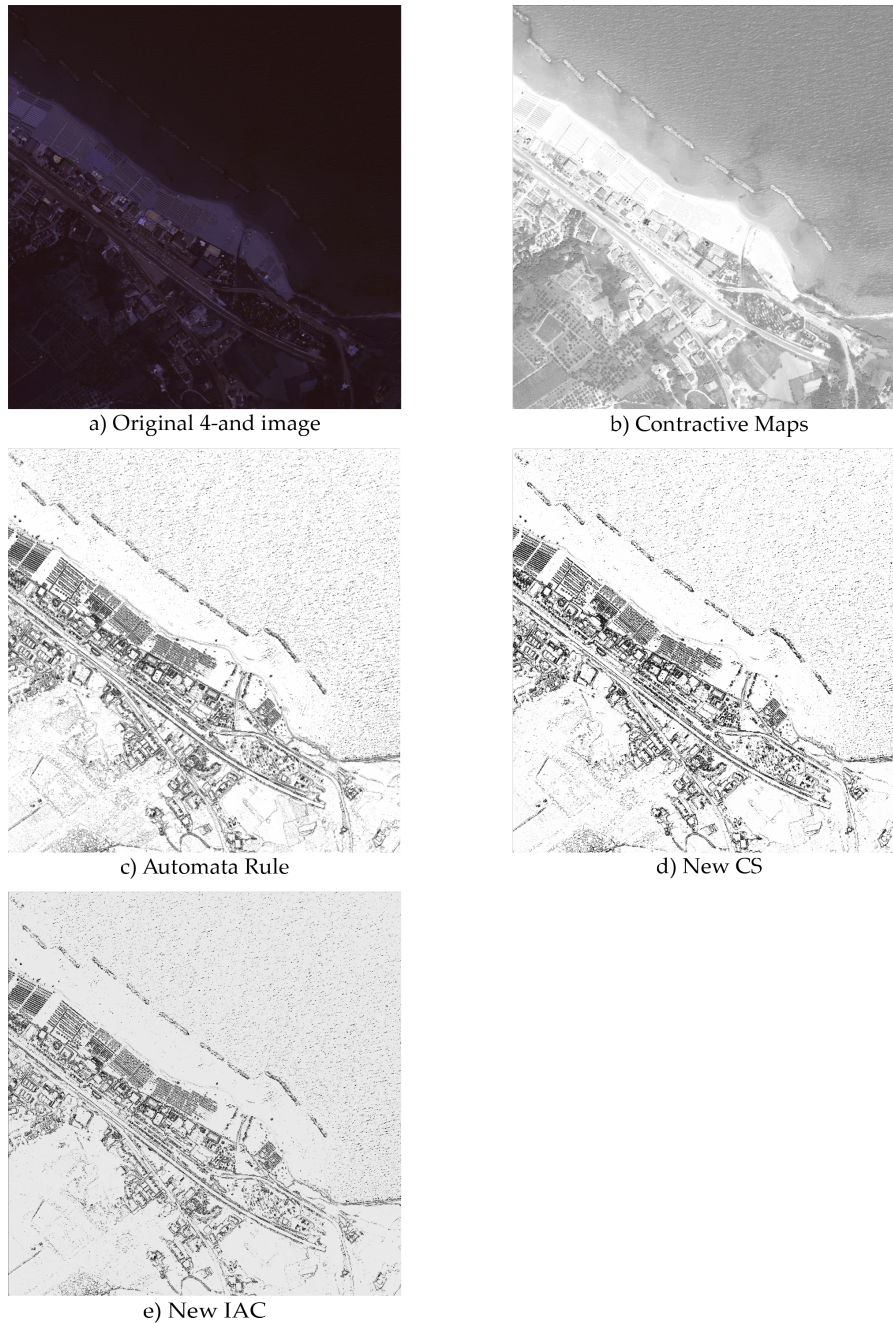 a) Original 4-and image
b) Contractive Maps
c) Automata Rule
d) New CS
e) New IAC